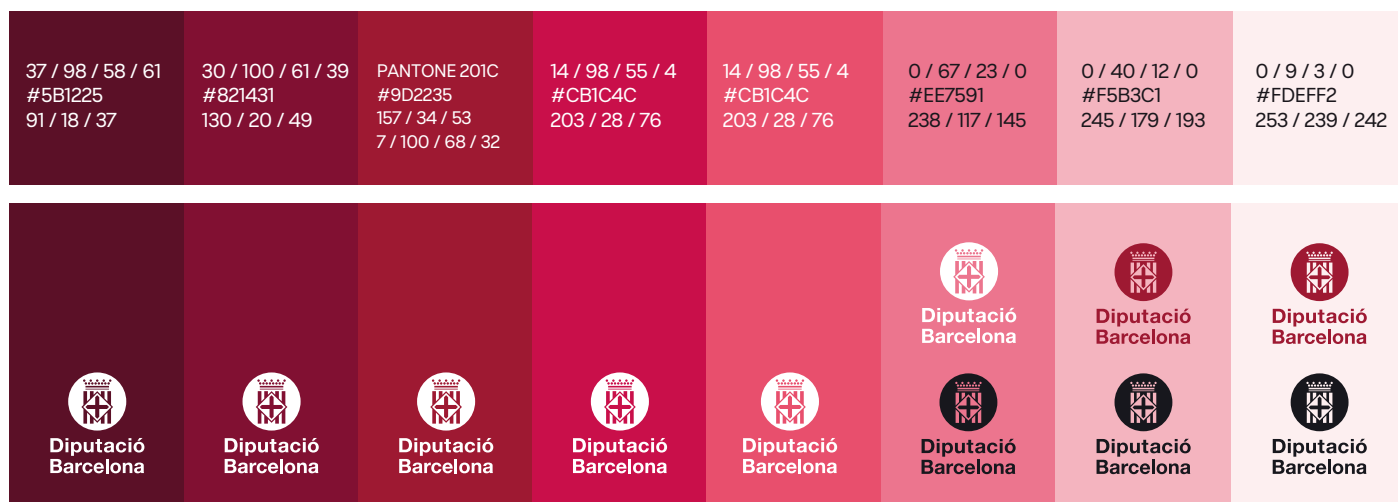 37 / 98 / 58 / 61
#5B1225
91 / 18 / 37
30 / 100 / 61 / 39
#821431
130 / 20 / 49
PANTONE 201C
#9D2235
157 / 34 / 53
7 / 100 / 68 / 32
14 / 98 / 55 / 4
#CB1C4C
203 / 28 / 76
14 / 98 / 55 / 4
#CB1C4C
203 / 28 / 76
0 / 67 / 23 / 0
#EE7591
238 / 117 / 145
0 / 40 / 12 / 0
#F5B3C1
245 / 179 / 193
0 / 9 / 3 / 0
#FDEFF2
253 / 239 / 242
Diputació
Barcelona
Diputació
Barcelona
Diputació
Barcelona
Diputació
Barcelona
Diputació
Barcelona
Diputació
Barcelona
Diputació
Barcelona
Diputació
Barcelona
Diputació
Barcelona
Diputació
Barcelona
Diputació
Barcelona